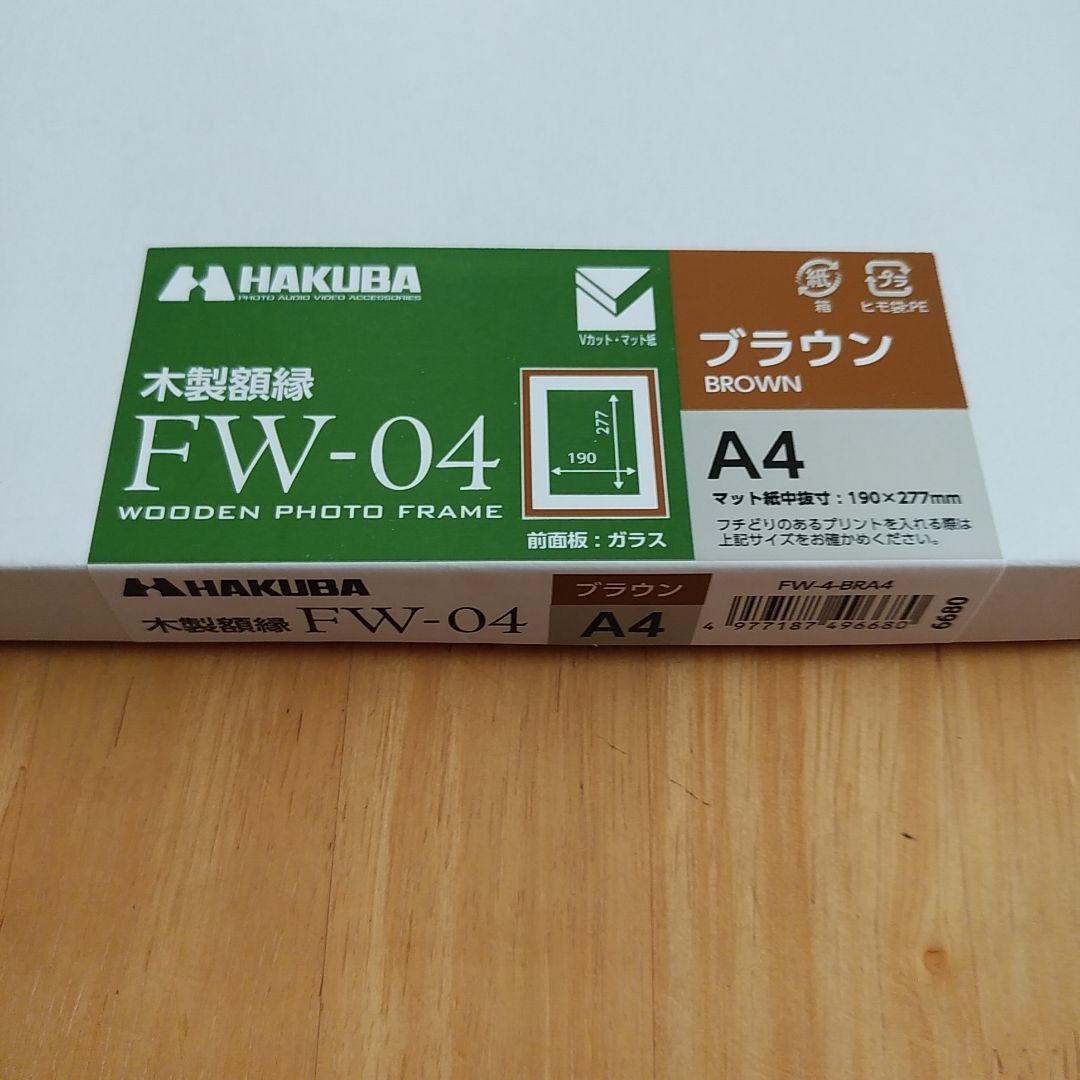 HAKUBA
PHOTO AUDIO VIDEO ACCESSORIES
Vカット・マット紙
木製額縁
FW-04
WOODEN PHOTO FRAME
277
190
前面板：ガラス
紙
箱
プラ
ヒモ・袋:PE
ブラウン
BROWN
A4
マット紙中抜寸：190×277mm
フチどりのあるプリントを入れる際は
上記サイズをお確かめください。
HAKUBA
木製額縁 FW-04
ブラウン
A4
FW-4-BRA4
4 977187 496680
6680